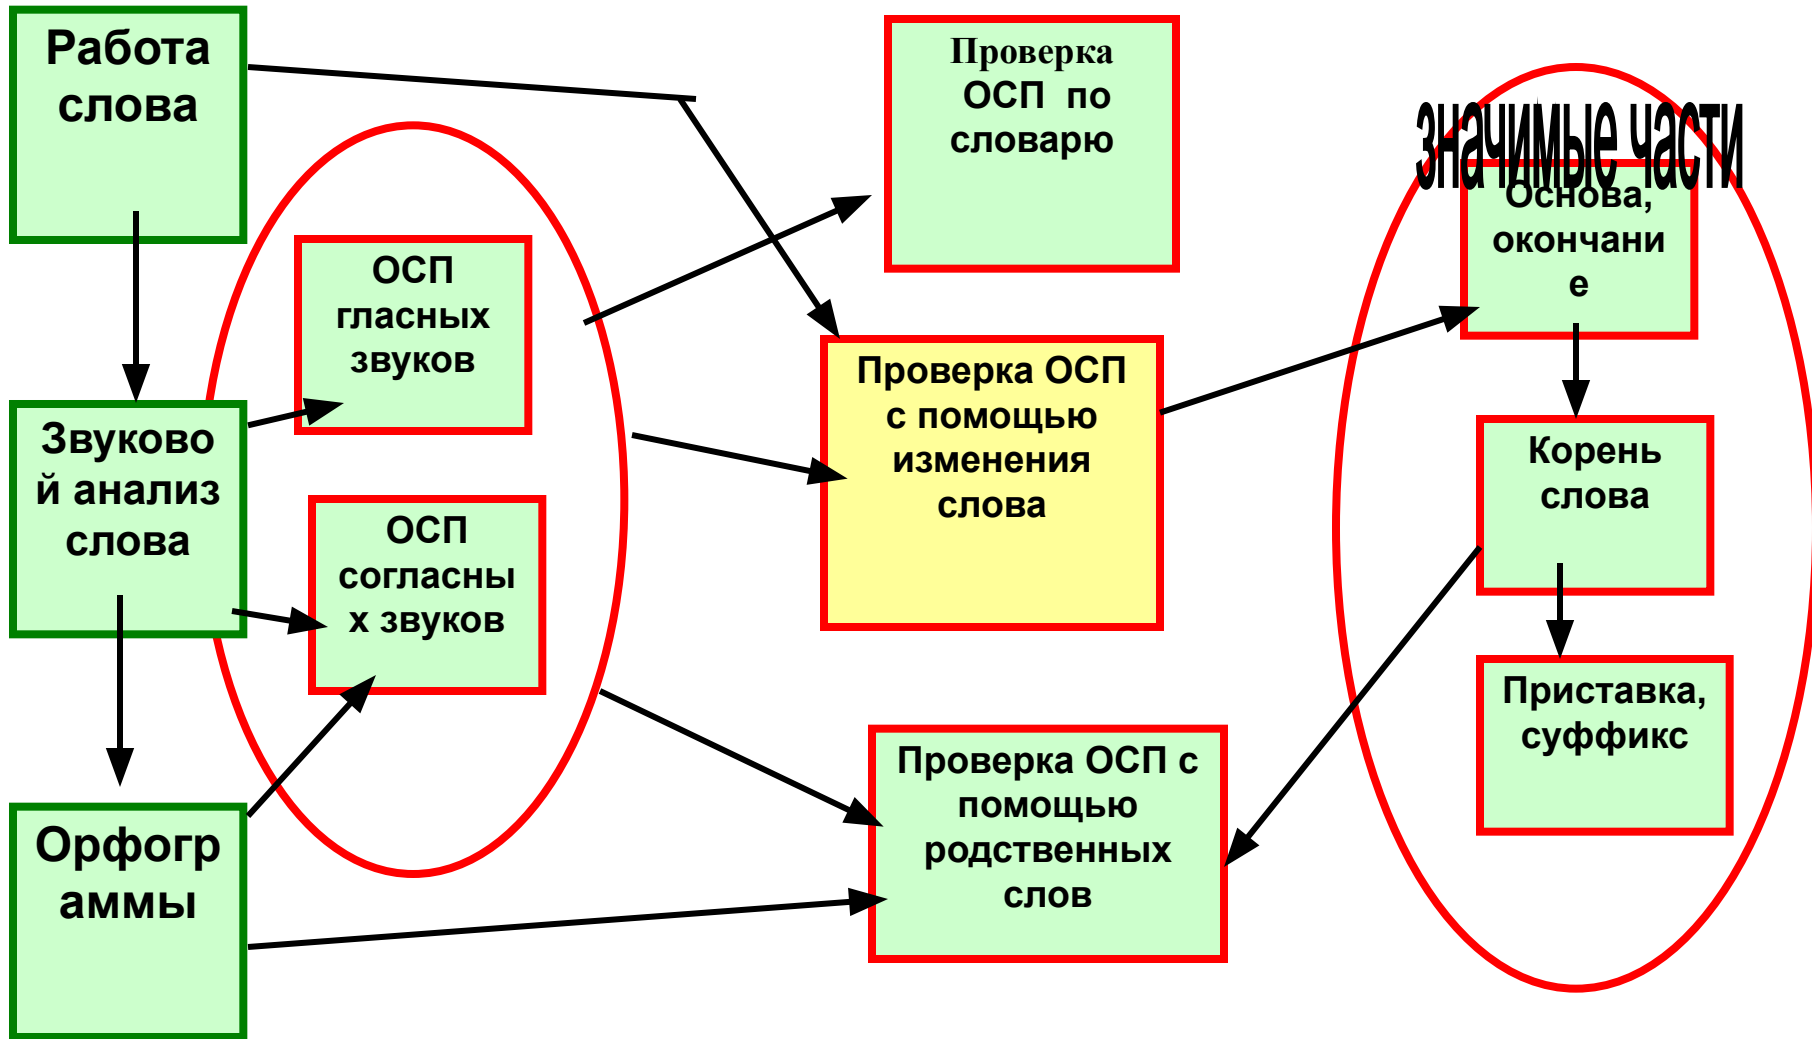 Работа
слова
Звуково
й анализ
слова
Орфогр
аммы
ОСП
гласных
звуков
ОСП
согласны
х звуков
Проверка
ОСП по
словарю
Проверка ОСП
с помощью
изменения
слова
Проверка ОСП с
помощью
родственных
слов
значимые части
Основа,
окончани
е
Корень
слова
Приставка,
суффикс